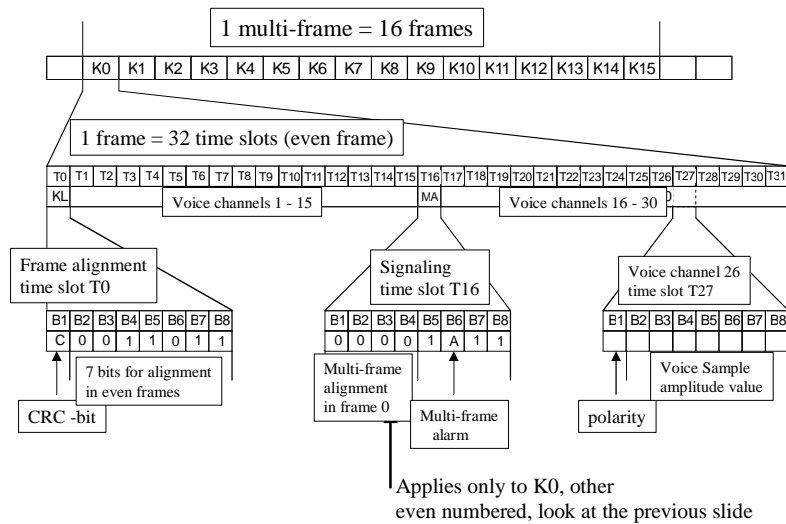 1 multi-frame = 16 frames
K0 K1 K2 K3 K4 K5 K6 K7 K8 K9 K10 K11 K12 K13 K14 K15
1 frame = 32 time slots (even frame)
T0 T1 T2 T3 T4 T5 T6 T7 T8 T9 T10 T11 T12 T13 T14 T15 T16 T17 T18 T19 T20 T21 T22 T23 T24 T25 T26 T27 T28 T29 T30 T31
KL Voice channels 1 - 15 MA Voice channels 16 - 30
Frame alignment
time slot T0
Signaling
time slot T16
Voice channel 26
time slot T27
B1 B2 B3 B4 B5 B6 B7 B8
C 0 0 1 1 0 1 1
B1 B2 B3 B4 B5 B6 B7 B8
0 0 0 0 1 A 1 1
B1 B2 B3 B4 B5 B6 B7 B8
7 bits for alignment
in even frames
CRC -bit
Multi-frame
alignment
in frame 0
Multi-frame
alarm
Voice Sample
amplitude value
polarity
Applies only to K0, other
even numbered, look at the previous slide